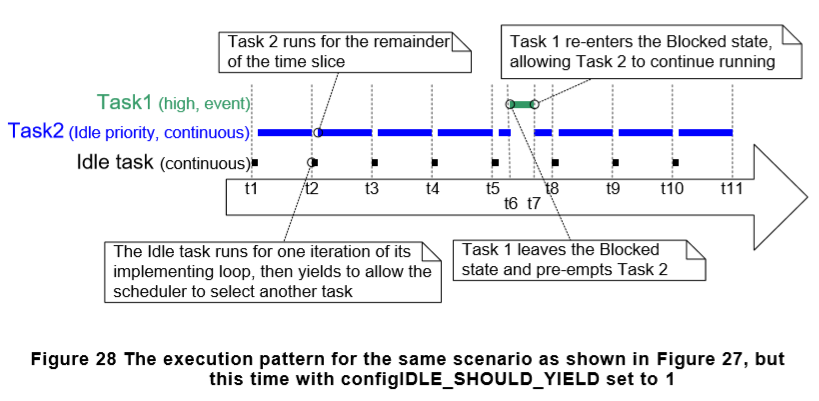 Task 2 runs for the remainder
of the time slice
Task 1 re-enters the Blocked state,
allowing Task 2 to continue running
Task1 (high, event)
Task2 (Idle priority, continuous)
Idle task (continuous)
t1 t2 t3 t4 t5 t8 t9 t10 t11
t6 t7
The Idle task runs for one iteration of its
implementing loop, then yields to allow the
scheduler to select another task
Task 1 leaves the Blocked
state and pre-empts Task 2
Figure 28 The execution pattern for the same scenario as shown in Figure 27, but
this time with configIDLE_SHOULD_YIELD set to 1